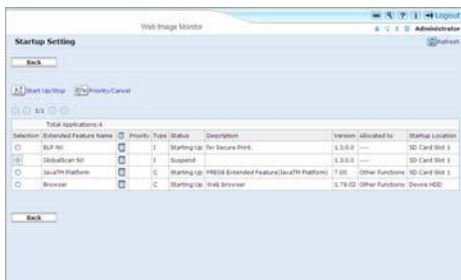 Logout
Web Image Monitor
Administrator
Startup Setting
Refresh
Back
Start Up/Stop Priority/Cancel
1/1
Total Applications:4
Selection Extended Feature Name Priority Type Status Description Version Allocated to Startup Location
BLP NX J Starting Up for Secure Print. 1.3.0.0 ---- SD Card Slot 1
GlobalScan NX J Suspend 1.3.0.0 ---- SD Card Slot 1
JavaTM Platform C Starting Up Extended Feature(JavaTM Platform) 7.00 Other Functions SD Card Slot 1
Browser C Starting Up Web browser 1.79.02 Other Functions Device HDD
Back